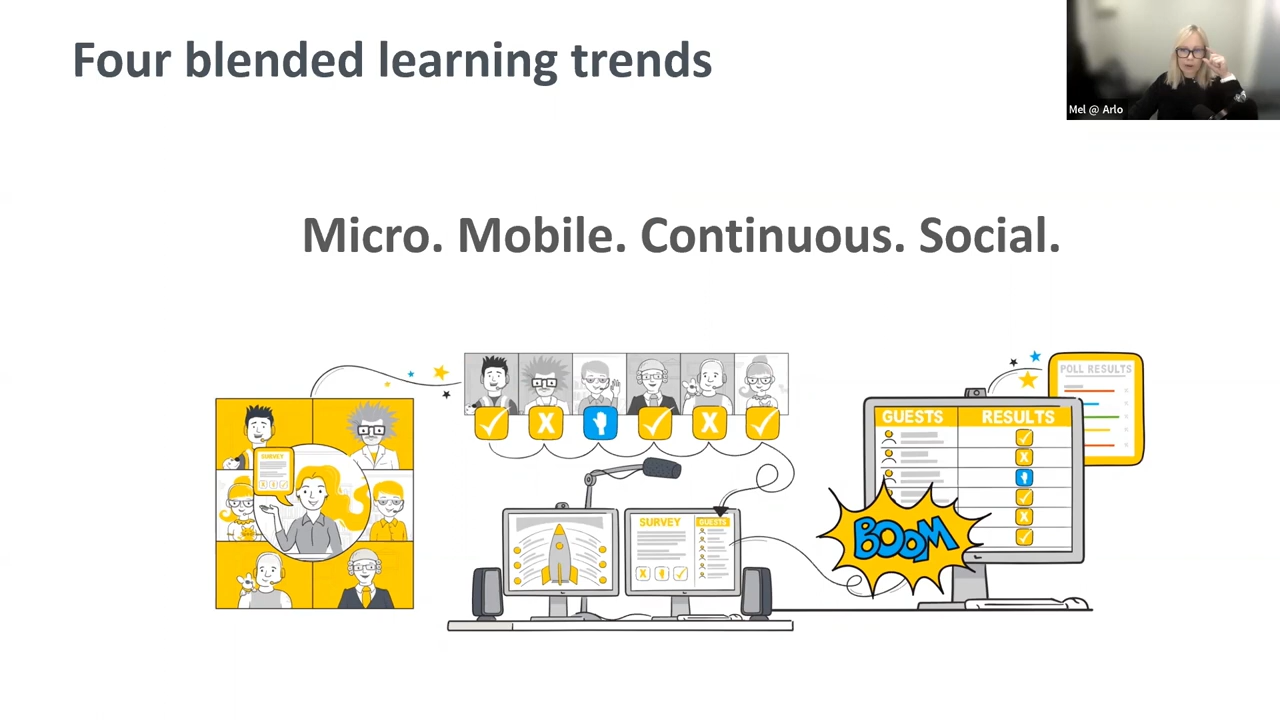 Four blended learning trends
Mel @ Arlo
Micro. Mobile. Continuous. Social.
SURVEY
SURVEY
GUESTS
BOOM
GUESTS
RESULTS
POLL RESULTS